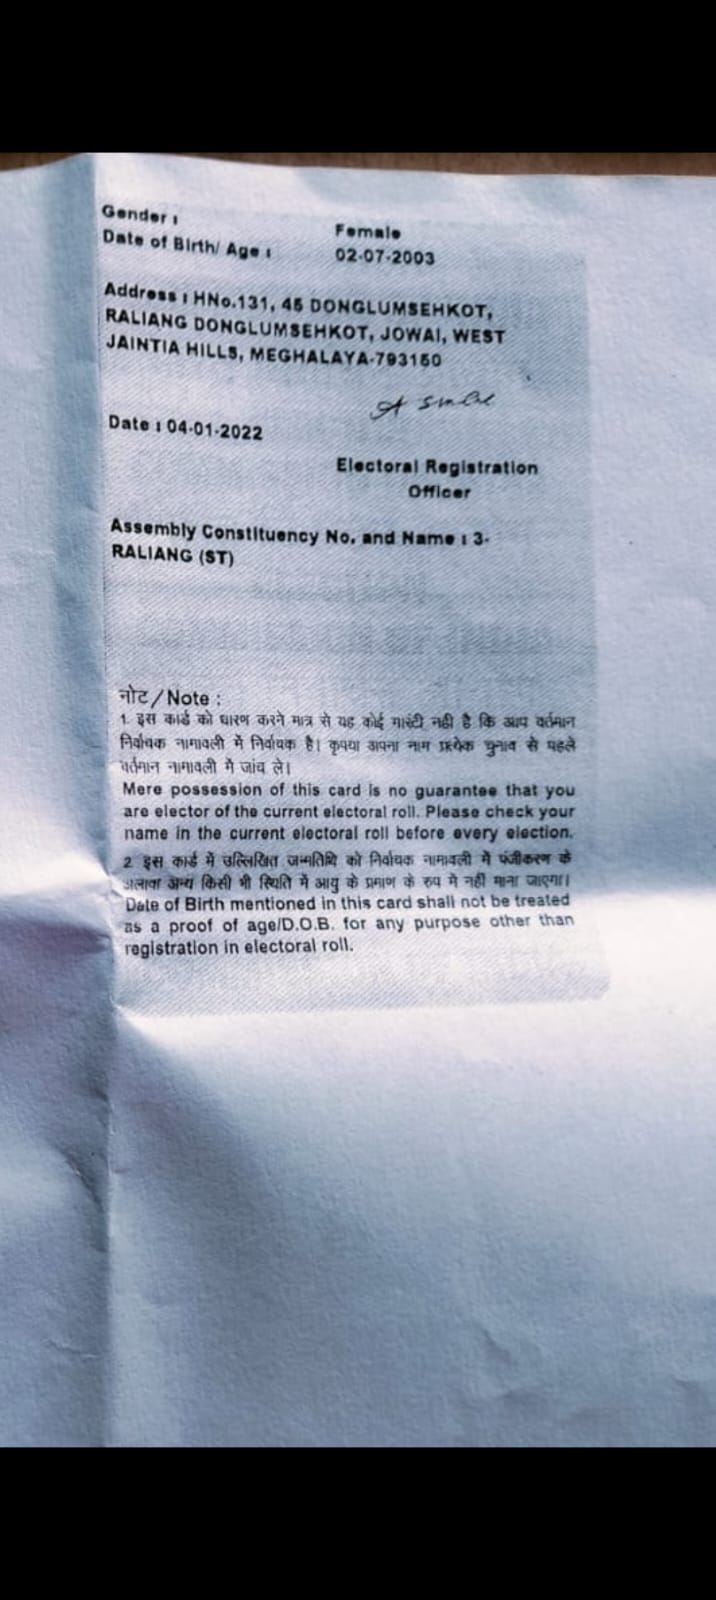 Gender :
Female
Date of Birth/ Age :
02-07-2003
Address : HNo.131, 45 DONGLUMSEHKOT,
RALIANG DONGLUMSEHKOT, JOWAI, WEST
JAINTIA HILLS, MEGHALAYA-793150
Date : 04-01-2022
Electoral Registration
Officer
Assembly Constituency No. and Name : 3-
RALIANG (ST)
नोट/Note :
1. इस कार्ड को धारण करने मात्र से यह कोई गारंटी नहीं है कि आप वर्तमान
निर्वाचक नामावली में निर्वाचक है। कृपया अपना नाम प्रत्येक चुनाव से पहले
वर्तमान नामावली में जांच ले।
Mere possession of this card is no guarantee that you
are elector of the current electoral roll. Please check your
name in the current electoral roll before every election.
2. इस कार्ड में उल्लिखित जन्मतिथि को निर्वाचक नामावली में पंजीकरण के
अलावा अन्य किसी भी स्थिति में आयु के प्रमाण के रुप में नहीं माना जाएगा।
Date of Birth mentioned in this card shall not be treated
as a proof of age/D.O.B. for any purpose other than
registration in electoral roll.